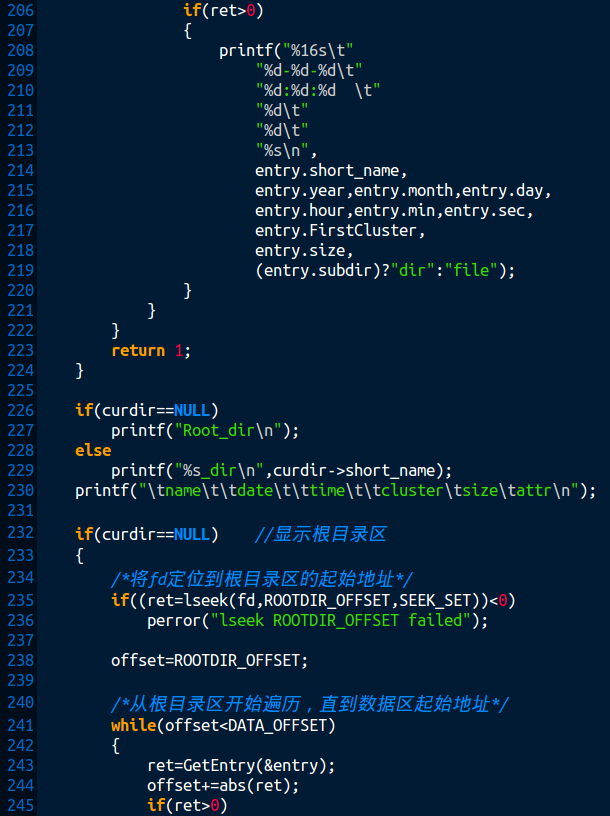 206                 if(ret>0)
207                 {
208                     printf("%16s\t"
209                         "%d-%d-%d\t"
210                         "%d:%d:%d  \t"
211                         "%d\t"
212                         "%d\t"
213                         "%s\n",
214                         entry.short_name,
215                         entry.year,entry.month,entry.day,
216                         entry.hour,entry.min,entry.sec,
217                         entry.FirstCluster,
218                         entry.size,
219                         (entry.subdir)?"dir":"file");
220                 }
221             }
222         }
223         return 1;
224     }
225
226     if(curdir==NULL)
227         printf("Root_dir\n");
228     else
229         printf("%s_dir\n",curdir->short_name);
230     printf("\tname\t\tdate\t\ttime\t\tcluster\tsize\tattr\n");
231
232     if(curdir==NULL)    //显示根目录区
233     {
234         /*将fd定位到根目录区的起始地址*/
235         if((ret=lseek(fd,ROOTDIR_OFFSET,SEEK_SET))<0)
236             perror("lseek ROOTDIR_OFFSET failed");
237
238         offset=ROOTDIR_OFFSET;
239
240         /*从根目录区开始遍历，直到数据区起始地址*/
241         while(offset<DATA_OFFSET)
242         {
243             ret=GetEntry(&entry);
244             offset+=abs(ret);
245             if(ret>0)